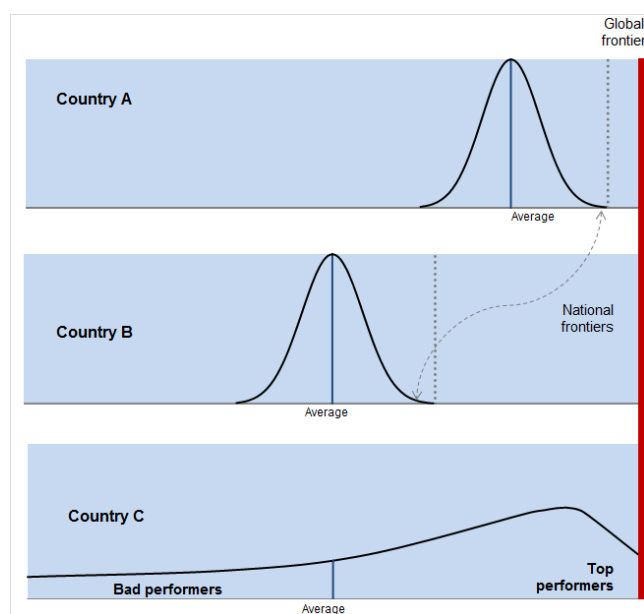 Global
frontier
Country A
Average
Country B
National
frontiers
Average
Country C
Bad performers
Top
performers
Average